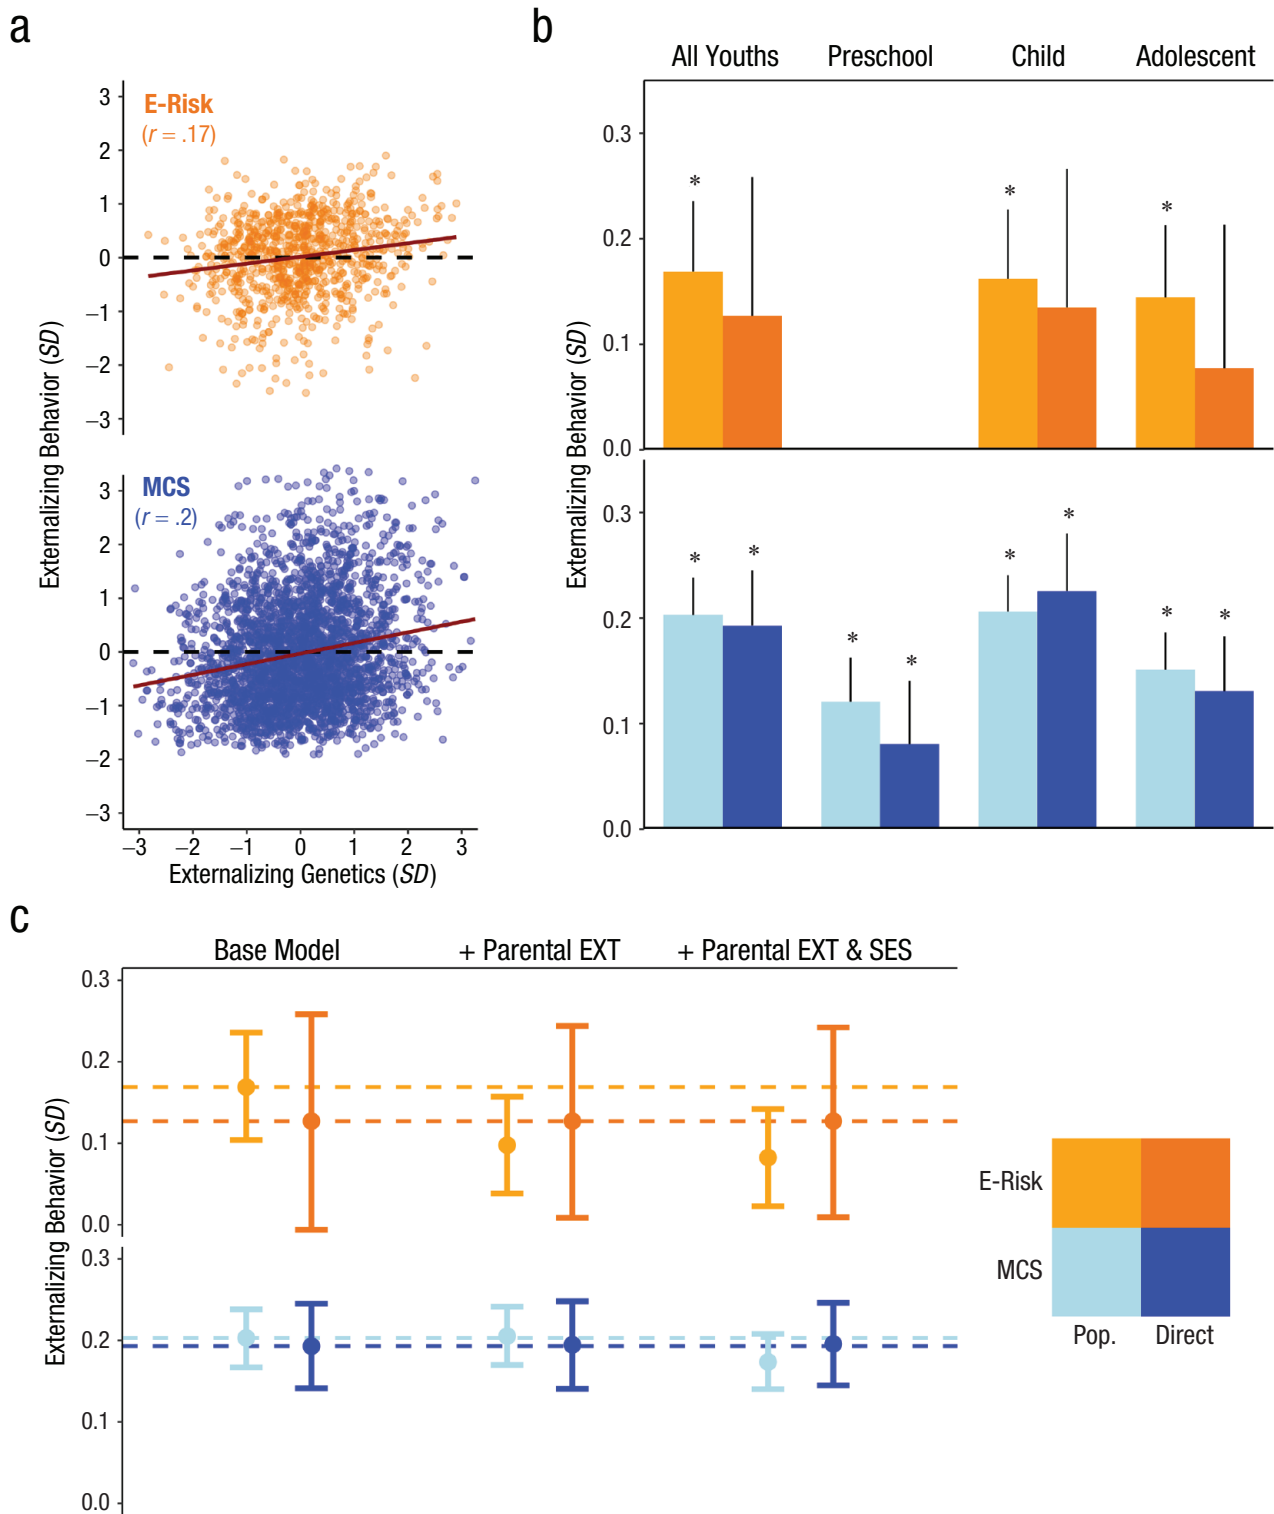 a
E-Risk
(r = .17)
3
2
1
0
−1
−2
−3
MCS
(r = .2)
3
2
1
0
−1
−2
−3
−3 −2 −1 0 1 2 3
Externalizing Behavior (SD)
Externalizing Genetics (SD)
b
All Youths Preschool Child Adolescent
0.3
0.2
0.1
0.0
* * *
0.3
0.2
0.1
0.0
* * * * * * * *
Externalizing Behavior (SD)
c
Base Model + Parental EXT + Parental EXT & SES
0.3
0.2
0.1
0.0
0.3
0.2
0.1
0.0
Externalizing Behavior (SD)
E-Risk
MCS
Pop. Direct